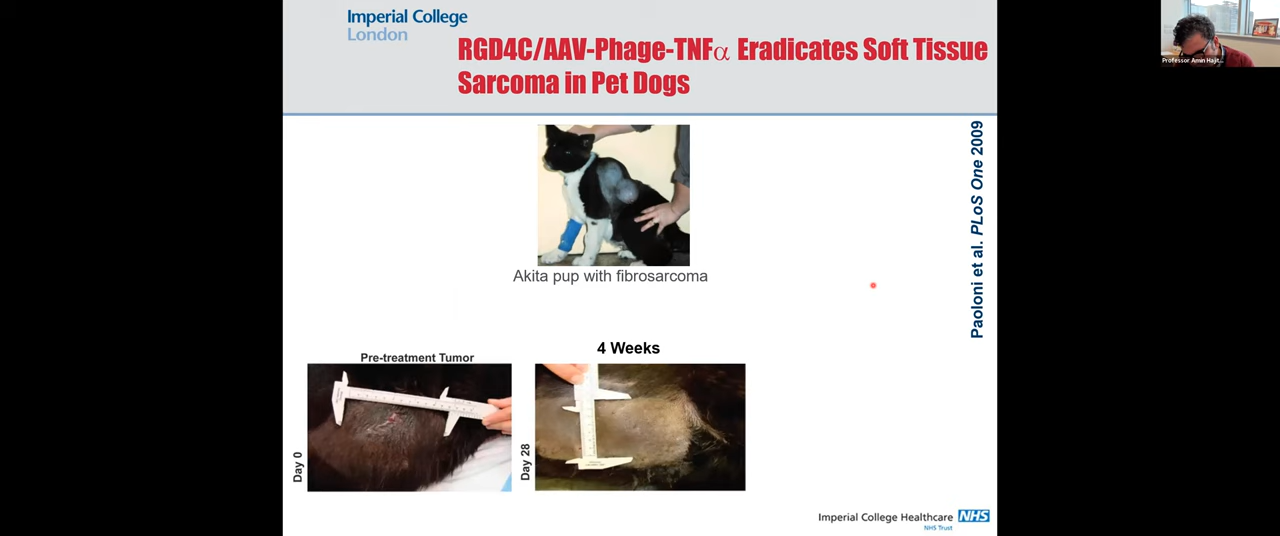 Imperial College
London
RGD4C/AAV-Phage-TNFα Eradicates Soft Tissue
Sarcoma in Pet Dogs
Professor Amin Hajit...
Paoloni et al. PLoS One 2009
Akita pup with fibrosarcoma
4 Weeks
Pre-treatment Tumor
Day 0
Day 28
Imperial College Healthcare NHS
NHS Trust